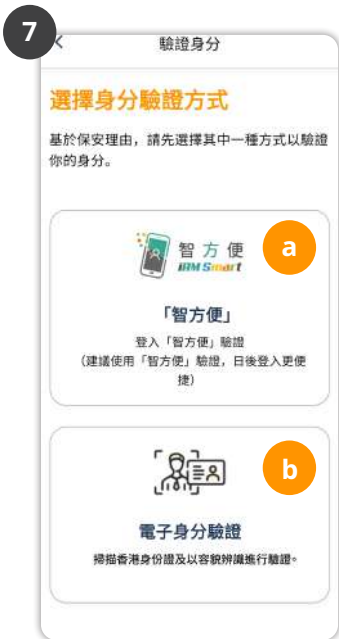 7
驗證身分
選擇身分驗證方式
基於保安理由，請先選擇其中一種方式以驗證
你的身分。
智方便
iAM Smart
a
「智方便」
登入「智方便」驗證
（建議使用「智方便」驗證，日後登入更便
捷）
b
電子身分驗證
掃描香港身份證及以容貌辨識進行驗證。